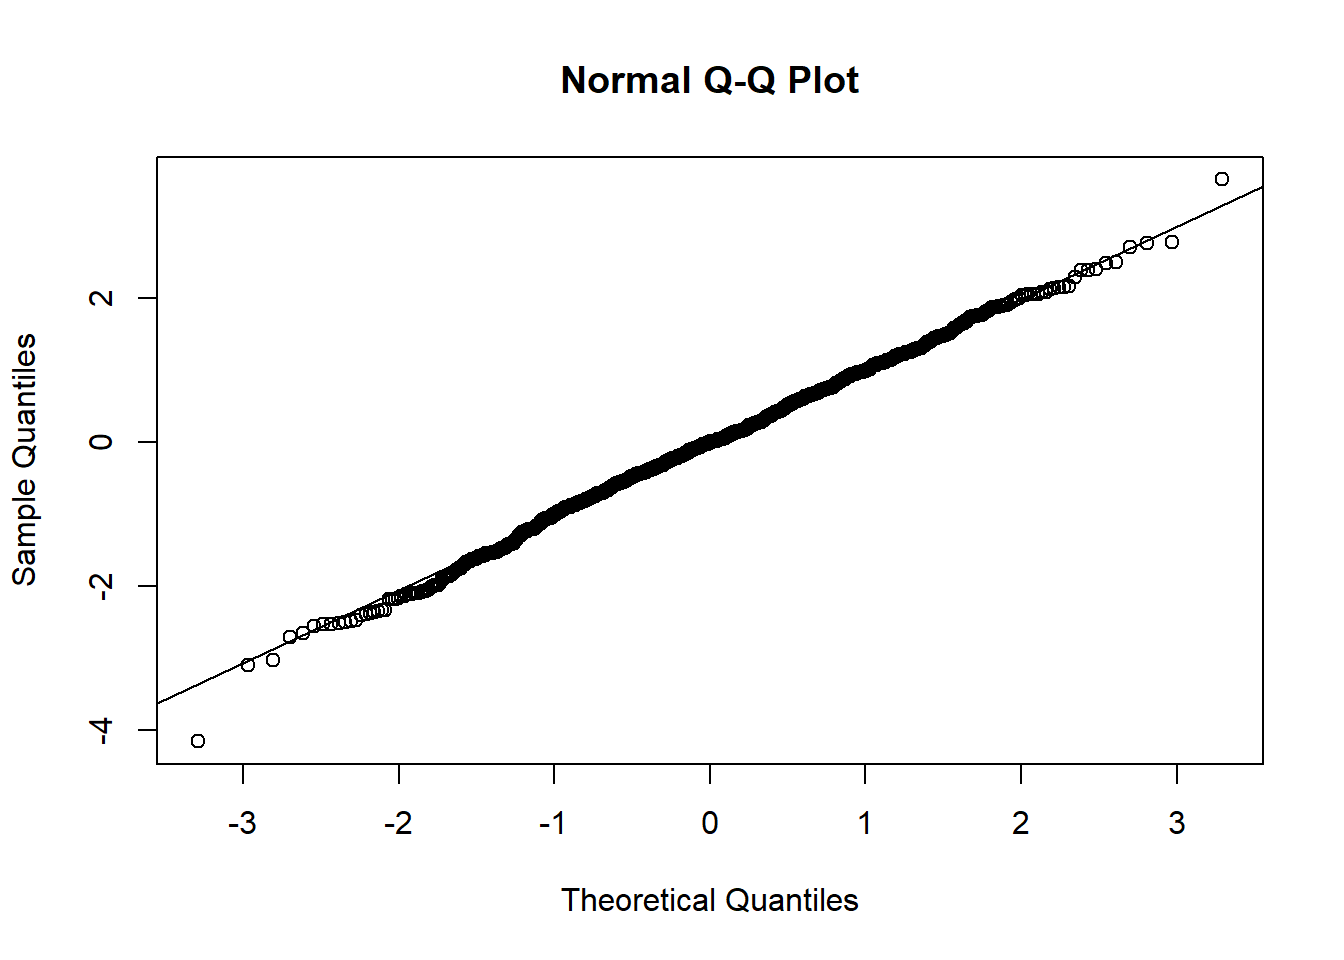 Normal Q-Q Plot
Sample Quantiles
2
0
-2
-4
-3 -2 -1 0 1 2 3
Theoretical Quantiles